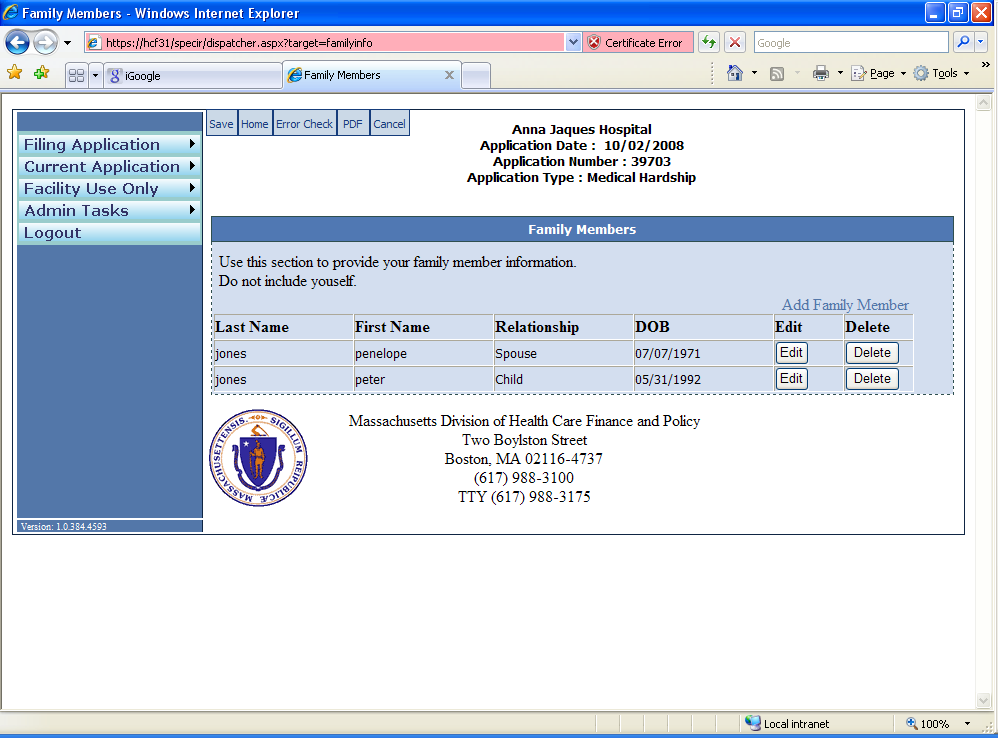 Family Members - Windows Internet Explorer
https://hcf31/specir/dispatcher.aspx?target=familyinfo
Certificate Error
Google
iGoogle
Family Members
Page
Tools
Save Home Error Check PDF Cancel
Filing Application
Current Application
Facility Use Only
Admin Tasks
Logout
Anna Jaques Hospital
Application Date : 10/02/2008
Application Number : 39703
Application Type : Medical Hardship
Family Members
Use this section to provide your family member information.
Do not include youself.
Add Family Member
Last Name First Name Relationship DOB Edit Delete
jones penelope Spouse 07/07/1971 Edit Delete
jones peter Child 05/31/1992 Edit Delete
Massachusetts Division of Health Care Finance and Policy
Two Boylston Street
Boston, MA 02116-4737
(617) 988-3100
TTY (617) 988-3175
Version: 1.0.384.4593
Local intranet
100%